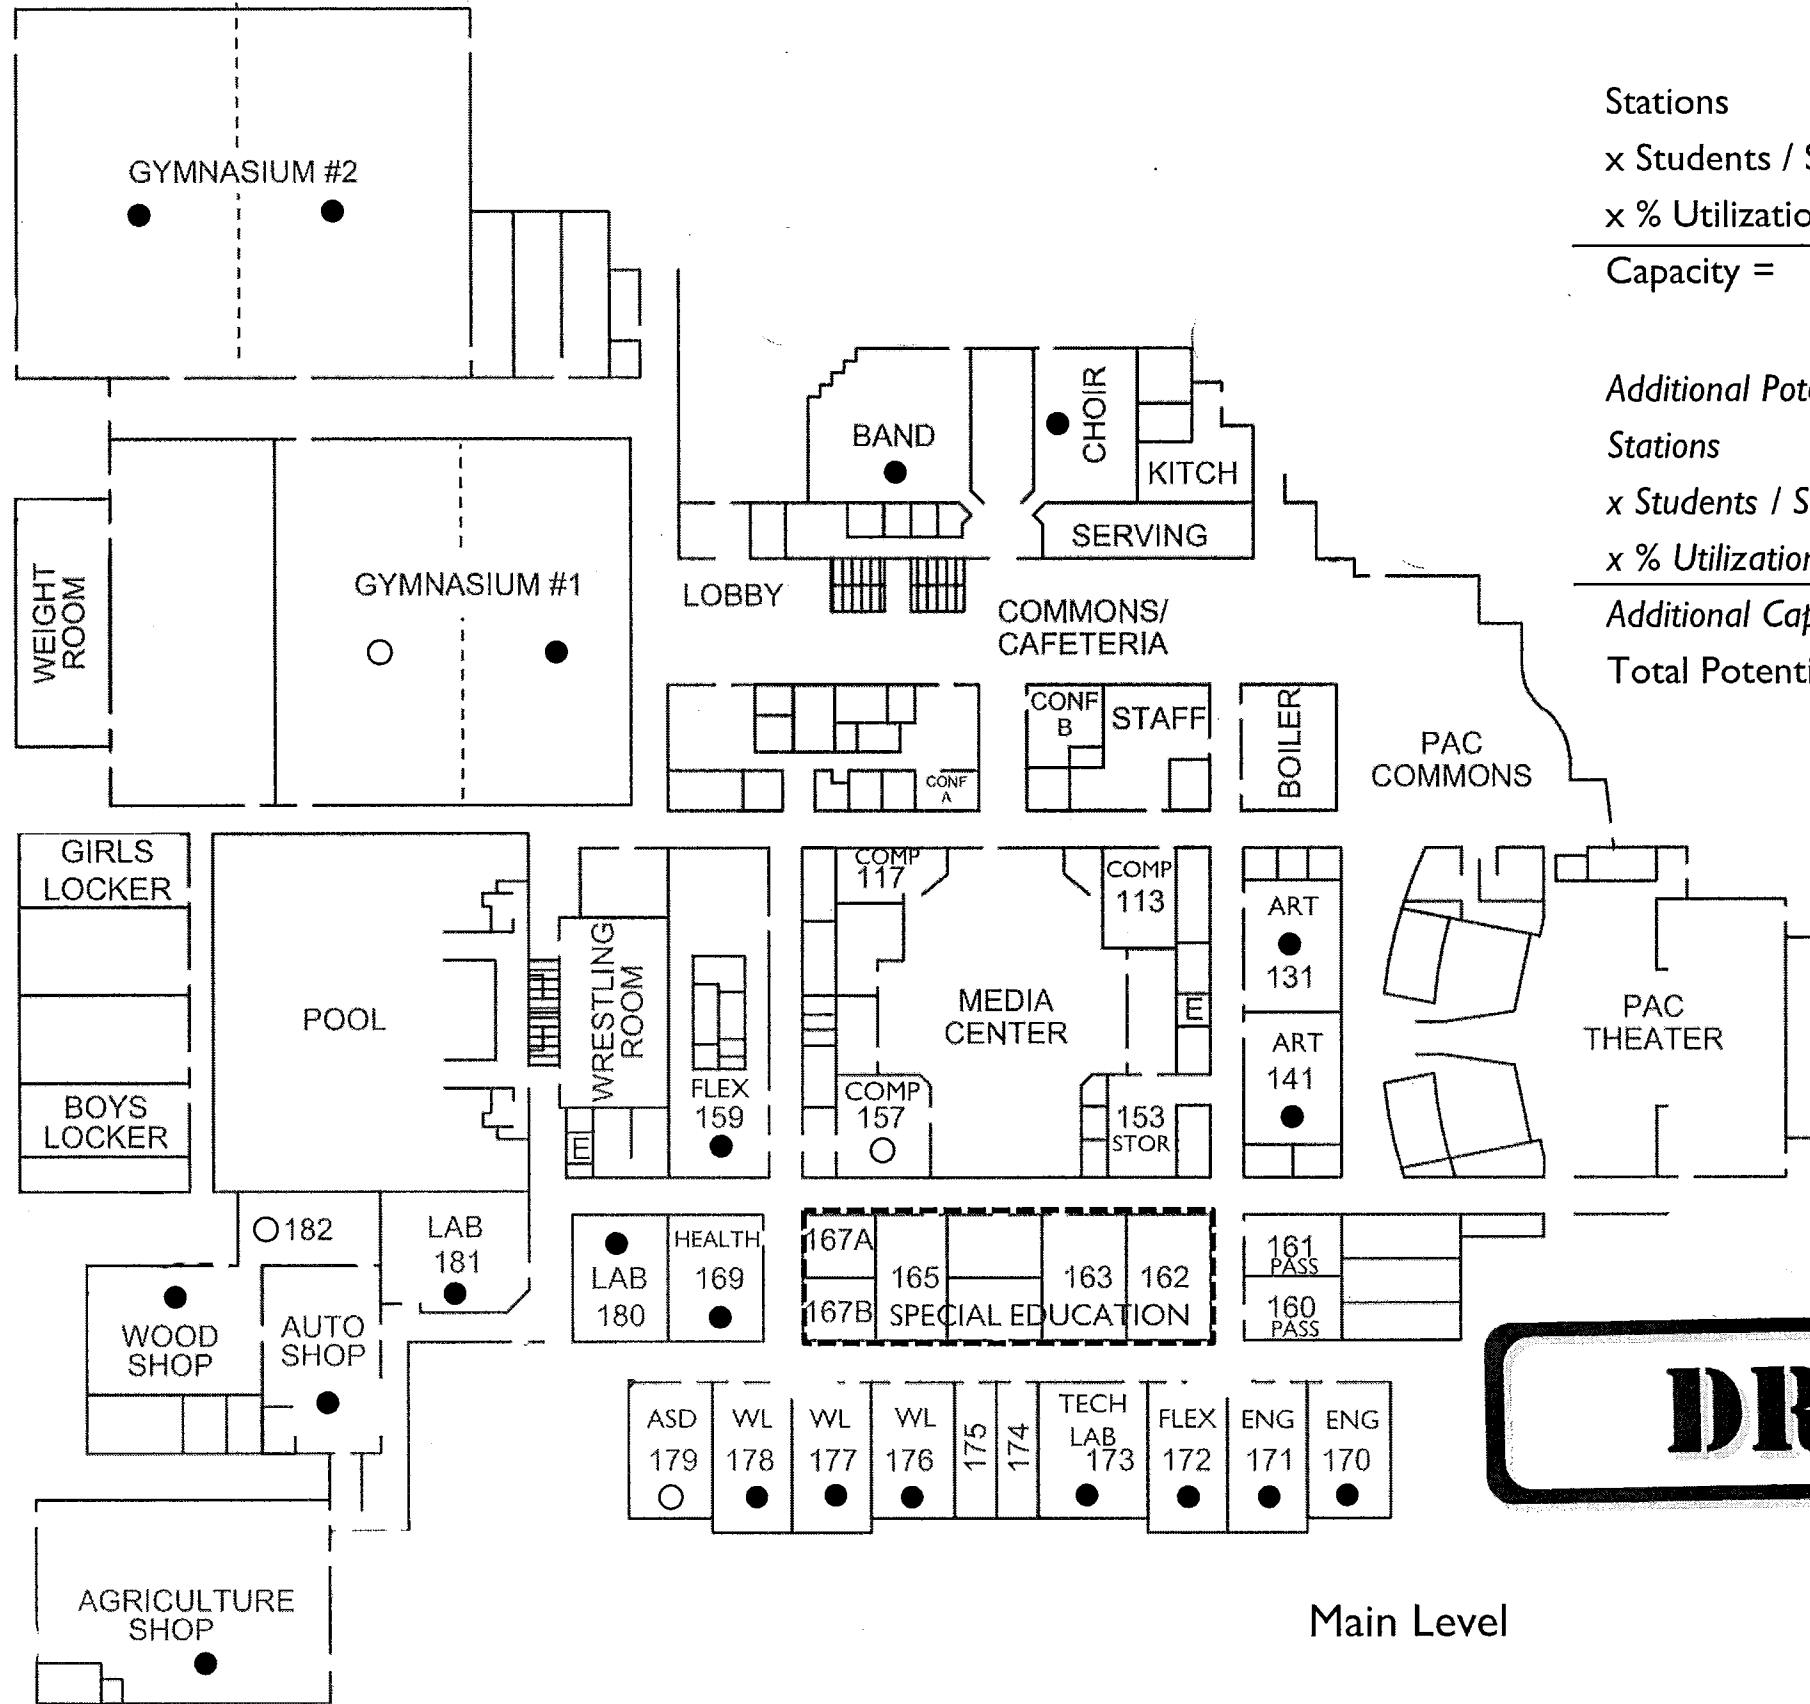 Stations
x Students /
x %
Capacity =
Additional
Stations
x Students /
x %
Additional
Total
GYMNASIUM #2
BAND
CHOIR
KITCH
SERVING
WEIGHT
ROOM
GYMNASIUM #1
LOBBY
COMMONS/
CAFETERIA
CONF
B
STAFF
BOILER
CONF
A
PAC
COMMONS
GIRLS
LOCKER
COMP
117
COMP
113
ART
131
POOL
WRESTLING
ROOM
MEDIA
CENTER
E
PAC
THEATER
ART
141
BOYS
LOCKER
E
FLEX
159
COMP
157
153
STOR
182
LAB
181
LAB
180
HEALTH
169
167A
167B
165
163
162
SPECIAL EDUCATION
161
PASS
160
PASS
WOOD
SHOP
AUTO
SHOP
ASD
179
WL
178
WL
177
WL
176
175
174
TECH
LAB
173
FLEX
172
ENG
171
ENG
170
AGRICULTURE
SHOP
Main Level